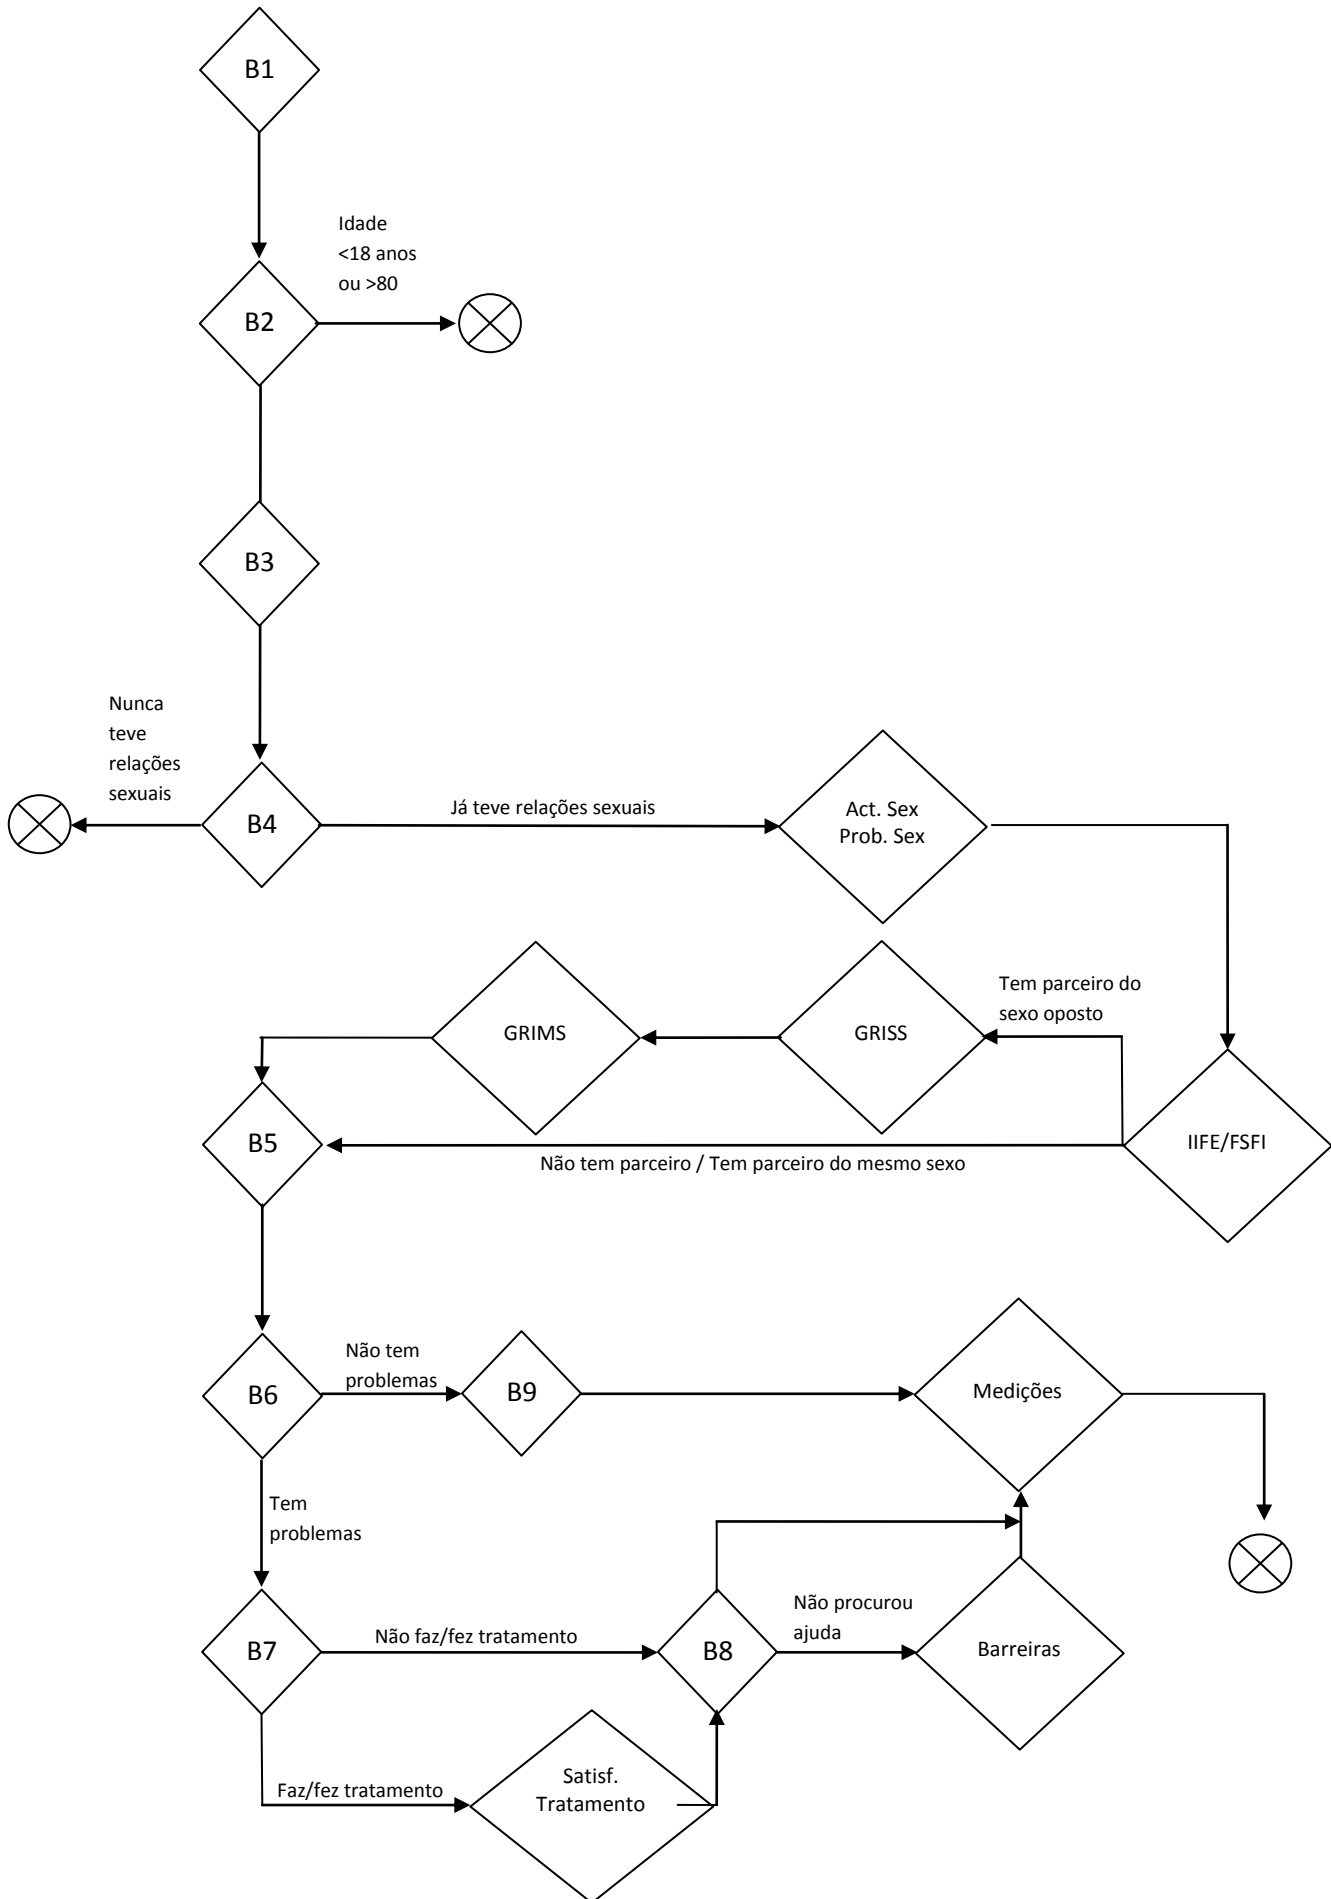 B1
Idade
<18 anos
ou >80
B2
B3
Nunca
teve
relações
sexuais
B4
Já teve relações sexuais
Act. Sex
Prob. Sex
GRIMS
GRISS
Tem parceiro do
sexo oposto
B5
Não tem parceiro / Tem parceiro do mesmo sexo
IIFE/FSFI
B6
Não tem
problemas
B9
Medições
Tem
problemas
B7
Não faz/fez tratamento
B8
Não procurou
ajuda
Barreiras
Faz/fez tratamento
Satisf.
Tratamento